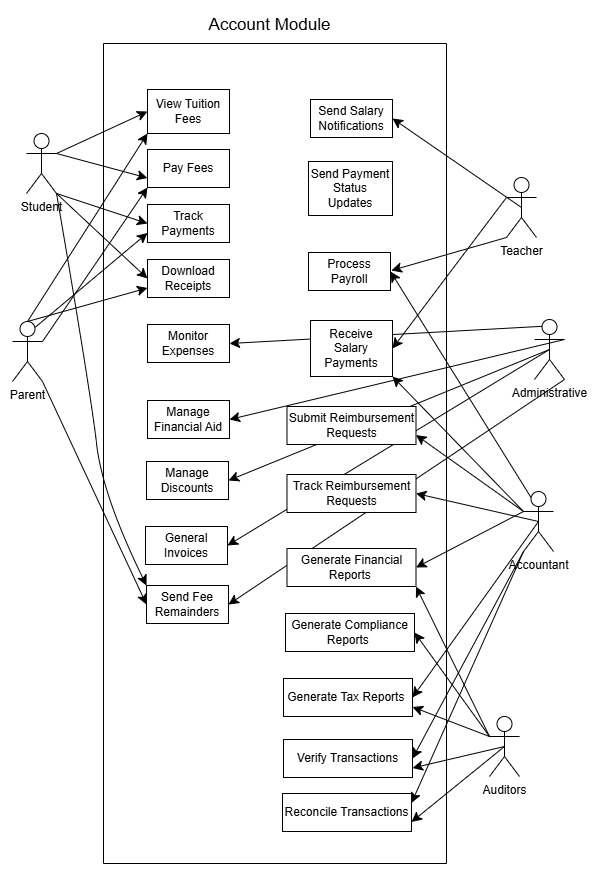 Account Module
View Tuition
Fees
Pay Fees
Track
Payments
Download
Receipts
Monitor
Expenses
Manage
Financial Aid
Manage
Discounts
General
Invoices
Send Fee
Remainders
Send Salary
Notifications
Send Payment
Status
Updates
Process
Payroll
Receive
Salary
Payments
Submit Reimbursement
Requests
Track Reimbursement
Requests
Generate Financial
Reports
Generate Compliance
Reports
Generate Tax Reports
Verify Transactions
Reconcile Transactions
Student
Parent
Teacher
Administrative
Accountant
Auditors